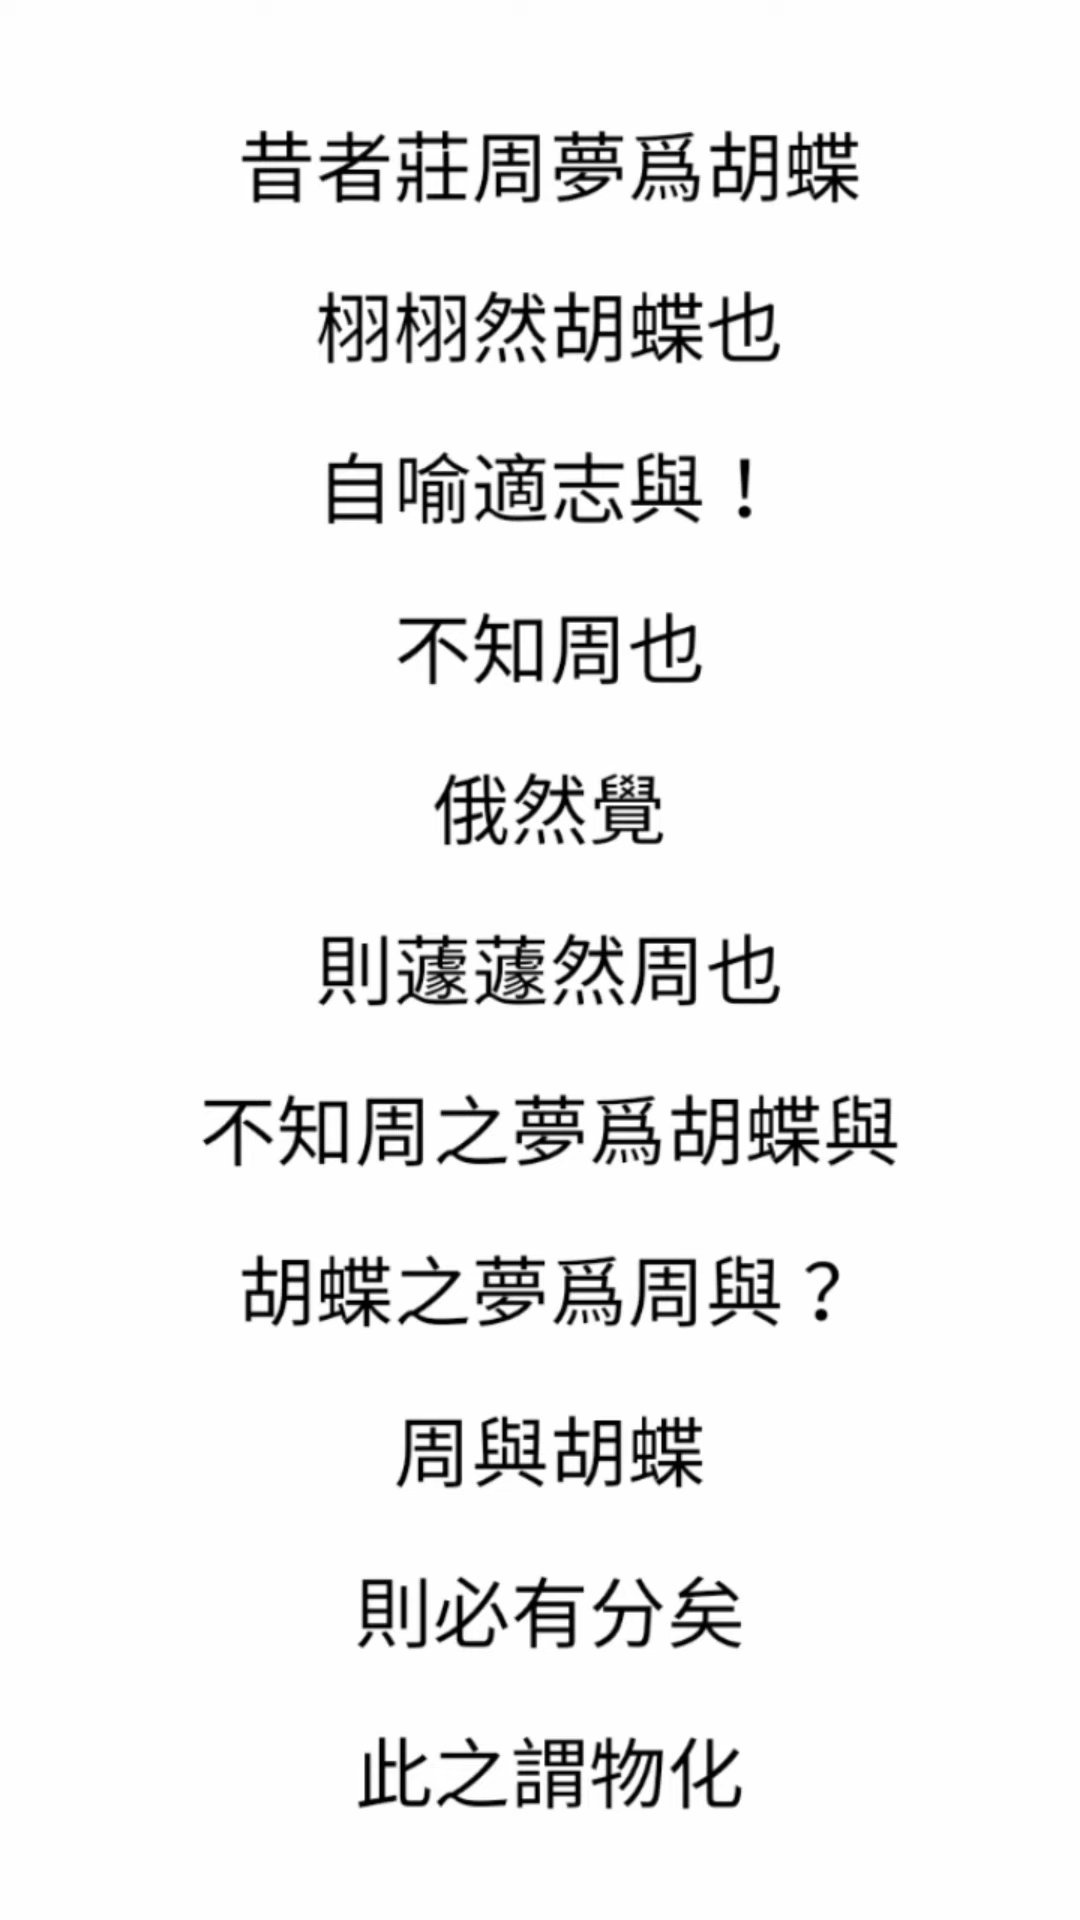 昔者莊周夢爲胡蝶
栩栩然胡蝶也
自喻適志與！
不知周也
俄然覺
則蘧蘧然周也
不知周之夢爲胡蝶與
胡蝶之夢爲周與？
周與胡蝶
則必有分矣
此之謂物化